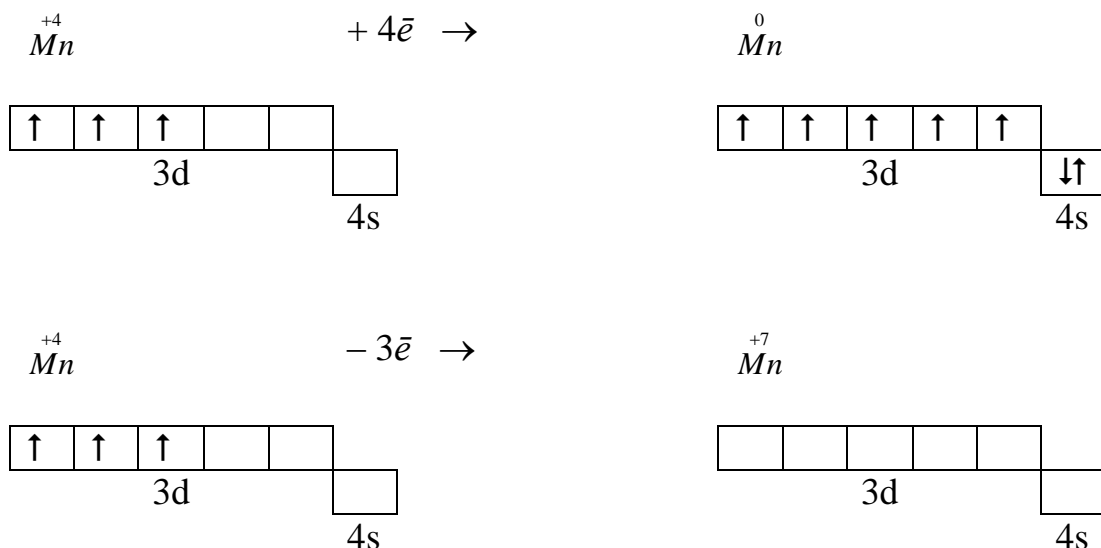 +4 Mn + 4ē → 0 Mn
↑ ↑ ↑ ↑ ↑ ↑ ↑ ↑
3d 3d
↓↑
4s 4s
+4 Mn − 3ē → +7 Mn
↑ ↑ ↑
3d 3d
4s 4s